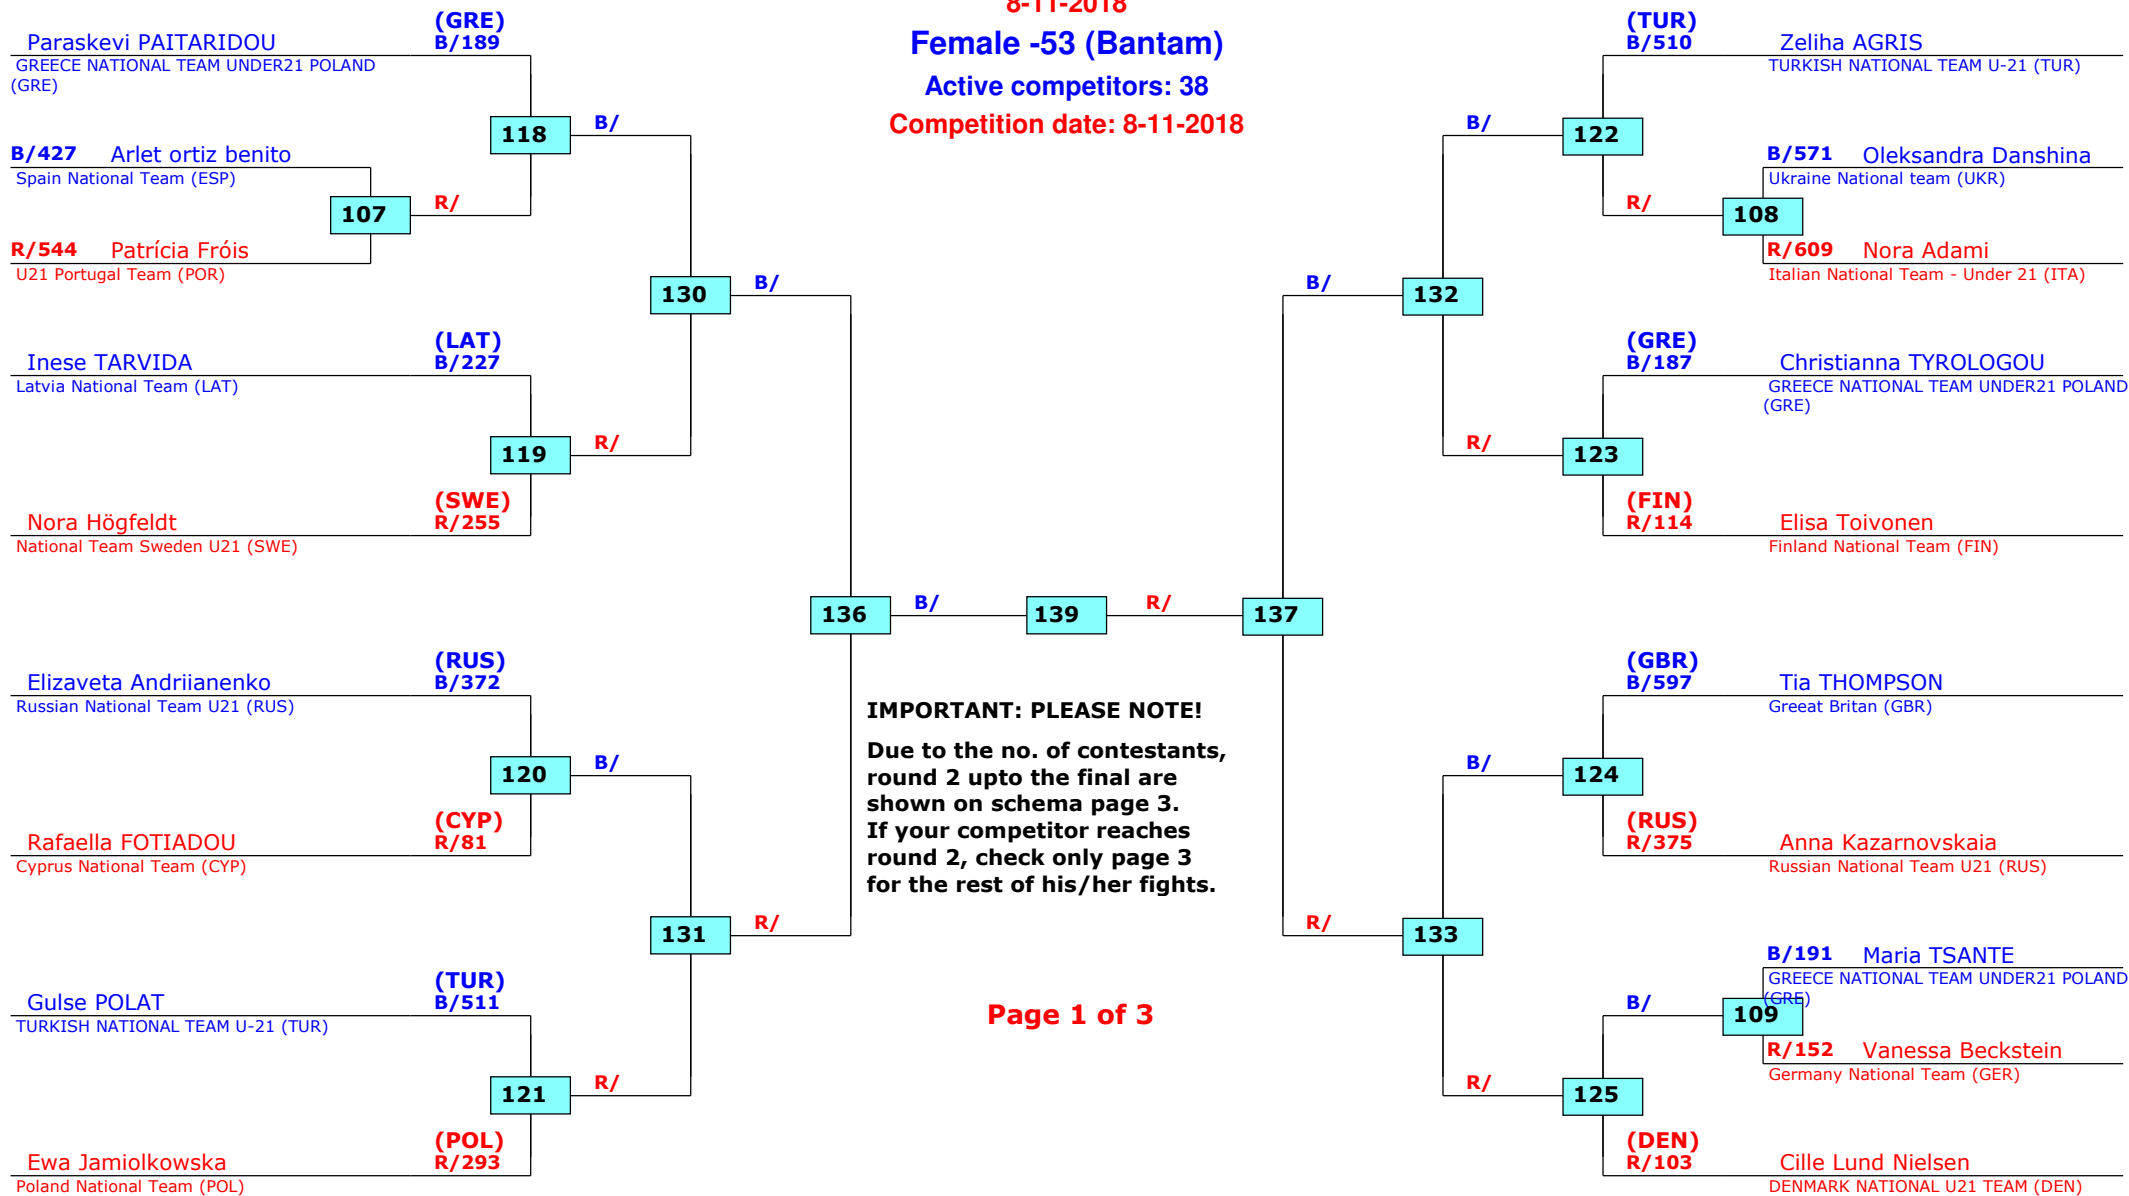 8-11-2018
Female -53 (Bantam)
Active competitors: 38
Competition date: 8-11-2018
(GRE)
Paraskevi PAITARIDOU B/189
GREECE NATIONAL TEAM UNDER21 POLAND
(GRE)
118 B/
B/427 Arlet ortiz benito
Spain National Team (ESP)
107 R/
R/544 Patrícia Fróis
U21 Portugal Team (POR)
130 B/
(LAT)
Inese TARVIDA B/227
Latvia National Team (LAT)
119 R/
(SWE)
Nora Högfeldt R/255
National Team Sweden U21 (SWE)
136 B/ 139 R/ 137
(RUS)
Elizaveta Andriianenko B/372
Russian National Team U21 (RUS)
120 B/
(CYP)
Rafaella FOTIADOU R/81
Cyprus National Team (CYP)
131 R/
(TUR)
Gulse POLAT B/511
TURKISH NATIONAL TEAM U-21 (TUR)
121 R/
(POL)
Ewa Jamiolkowska R/293
Poland National Team (POL)
IMPORTANT: PLEASE NOTE!
Due to the no. of contestants,
round 2 upto the final are
shown on schema page 3.
If your competitor reaches
round 2, check only page 3
for the rest of his/her fights.
Page 1 of 3
(TUR)
B/510 Zeliha AGRIS
TURKISH NATIONAL TEAM U-21 (TUR)
B/ 122
B/571 Oleksandra Danshina
Ukraine National team (UKR)
R/ 108
R/609 Nora Adami
Italian National Team - Under 21 (ITA)
B/ 132
(GRE)
B/187 Christianna TYROLOGOU
GREECE NATIONAL TEAM UNDER21 POLAND
(GRE)
R/ 123
(FIN)
R/114 Elisa Toivonen
Finland National Team (FIN)
(GBR)
B/597 Tia THOMPSON
Greeat Britan (GBR)
B/ 124
(RUS)
R/375 Anna Kazarnovskaia
Russian National Team U21 (RUS)
R/ 133
B/191 Maria TSANTE
GREECE NATIONAL TEAM UNDER21 POLAND
(GRE)
B/ 109
R/152 Vanessa Beckstein
Germany National Team (GER)
R/ 125
(DEN)
R/103 Cille Lund Nielsen
DENMARK NATIONAL U21 TEAM (DEN)